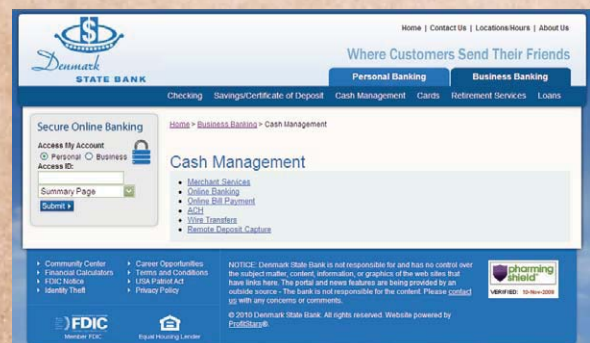 Home | Contact Us | Locations/Hours | About Us
Denmark
STATE BANK
Where Customers Send Their Friends
Personal Banking
Business Banking
Checking Savings/Certificate of Deposit Cash Management Cards Retirement Services Loans
Secure Online Banking
Access My Account
Personal Business
Access ID:
Summary Page
Submit
Home > Business Banking > Cash Management
Cash Management
Merchant Services
Online Banking
Online Bill Payment
ACH
Wire Transfers
Remote Deposit Capture
Community Center
Financial Calculators
FDIC Notice
Identity Theft
Career Opportunities
Terms and Conditions
USA Patriot Act
Privacy Policy
NOTICE: Denmark State Bank is not responsible for and has no control over
the subject matter, content, information, or graphics of the web sites that
have links here. The portal and news features are being provided by an
outside source - The bank is not responsible for the content. Please contact
us with any concerns or comments.
© 2010 Denmark State Bank. All rights reserved. Website powered by
ProfitStars®.
pharming
shield
VERIFIED: 10-Nov-2009
FDIC
Member FDIC
Equal Housing Lender